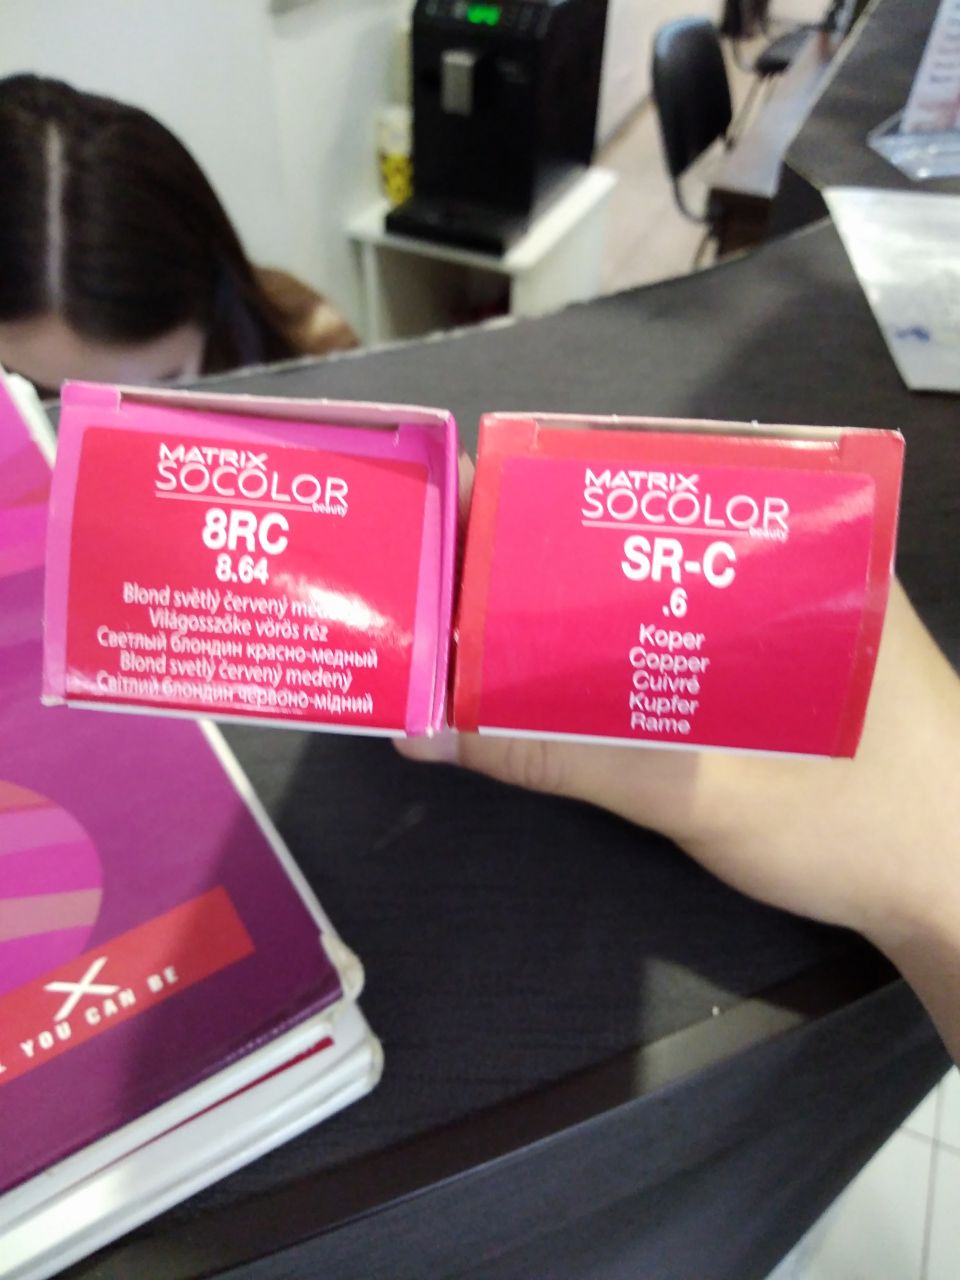 MATRIX
SOCOLOR
beauty
8RC
8.64
Blond světlý červený
Világosszőke vörös réz
Светлый блондин красно-медный
Blond svetlý červený medený
Світлий блондин червоно-мідний
MATRIX
SOCOLOR
beauty
SR-C
.6
Koper
Copper
Cuivré
Kupfer
Rame
X
YOU CAN BE